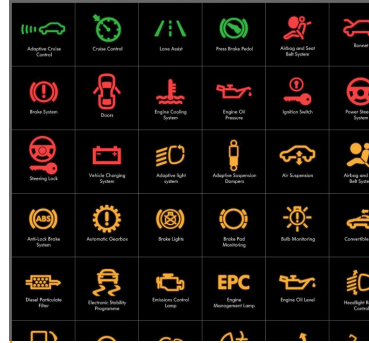 Adaptive Cruise
Control
Cruise Control
Lane Assist
Press Brake Pedal
Airbag and Seat
Belt System
Bonnet
Brake System
Doors
Engine Cooling
System
Engine Oil
Pressure
Ignition Switch
Power Steer
System
Steering Lock
Vehicle Charging
System
Adaptive light
system
Adaptive Suspension
Dampers
Air Suspension
Airbag an
Belt Syst
ABS
Anti-Lock Brake
System
Automatic Gearbox
Brake Lights
Brake Pad
Monitoring
Bulb Monitoring
Convertible
Diesel Particulate
Filter
Electronic Stability
Programme
Emissions Control
Lamp
EPC
Engine
Management Lamp
Engine Oil Level
Headlight R
Control